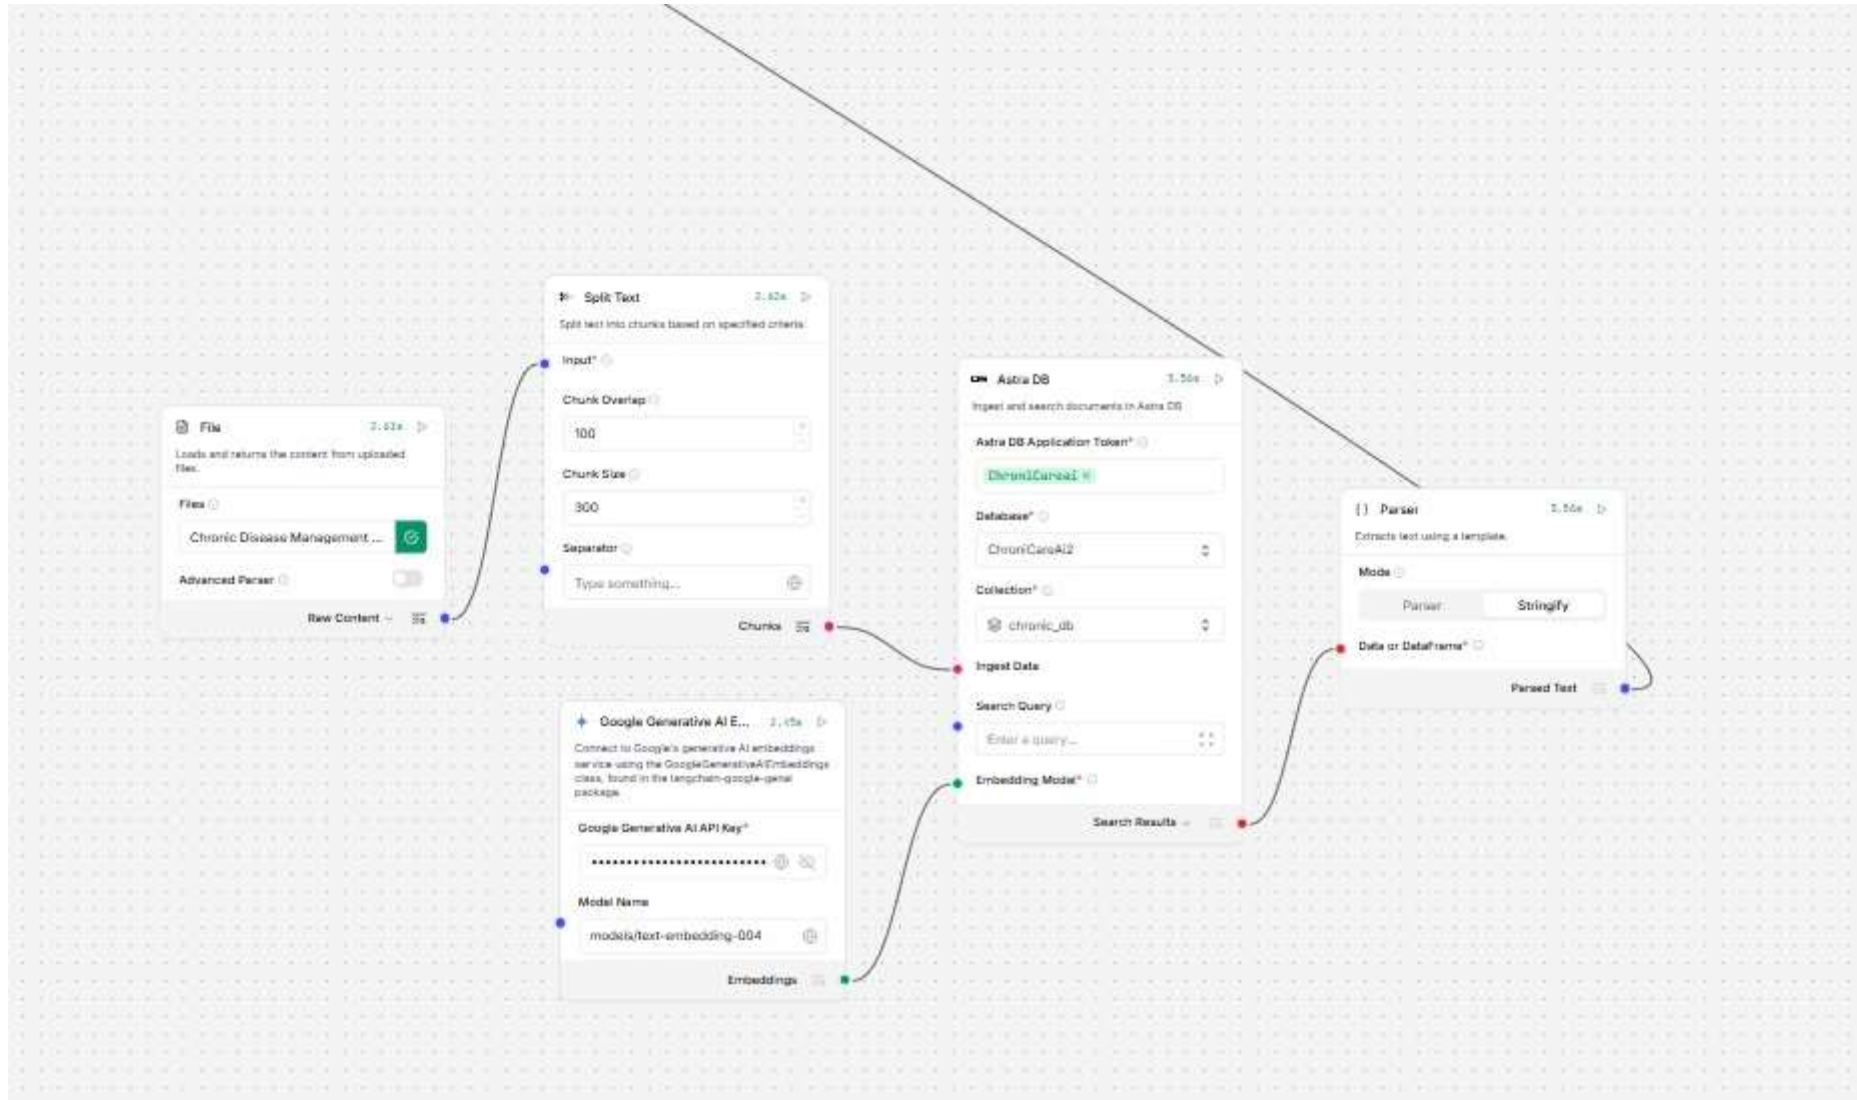 File
Loads and returns the content from uploaded
files.
Files
Chronic Disease Management ...
Advanced Parser
Raw Content
Split Text
Split text into chunks based on specified criteria.
Input*
Chunk Overlap
100
Chunk Size
300
Separator
Type something...
Chunks
Google Generative AI E...
Connect to Google's generative AI embeddings
service using the GoogleGenerativeAIEmbeddings
class, found in the langchain-google-genai
package.
Google Generative AI API Key*
Model Name
models/text-embedding-004
Embeddings
Astra DB
Ingest and search documents in Astra DB
Astra DB Application Token*
ChroniCareai
Database*
ChroniCareAi2
Collection*
chronic_db
Ingest Data
Search Query
Enter a query...
Embedding Model*
Search Results
{ } Parser
Extracts text using a template.
Mode
Parser
Stringify
Data or DataFrame*
Parsed Text